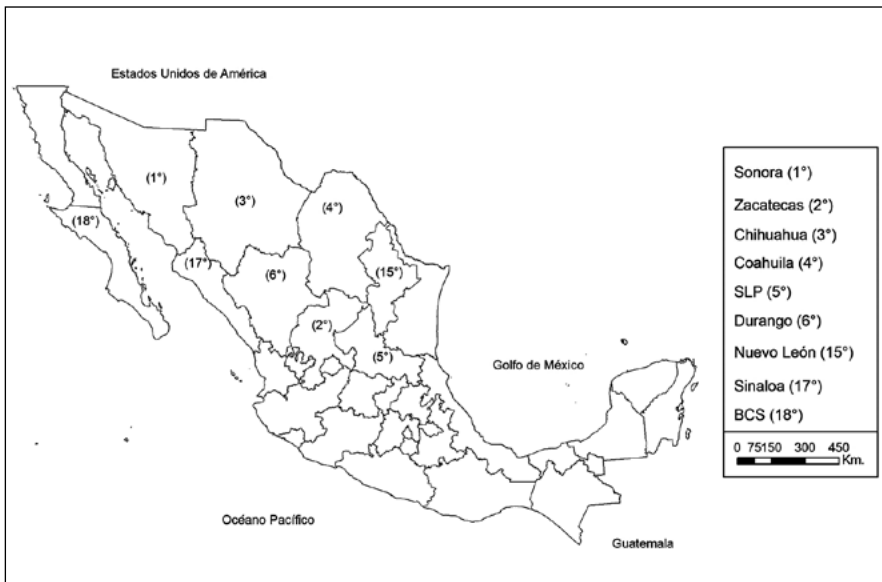 Estados Unidos de América
(1°)
(3°)
(4°)
(18°)
(17°)
(6°)
(15°)
(2°)
(5°)
Golfo de México
Océano Pacífico
Guatemala
Sonora (1°)
Zacatecas (2°)
Chihuahua (3°)
Coahuila (4°)
SLP (5°)
Durango (6°)
Nuevo León (15°)
Sinaloa (17°)
BCS (18°)
0 75150 300 450
Km.